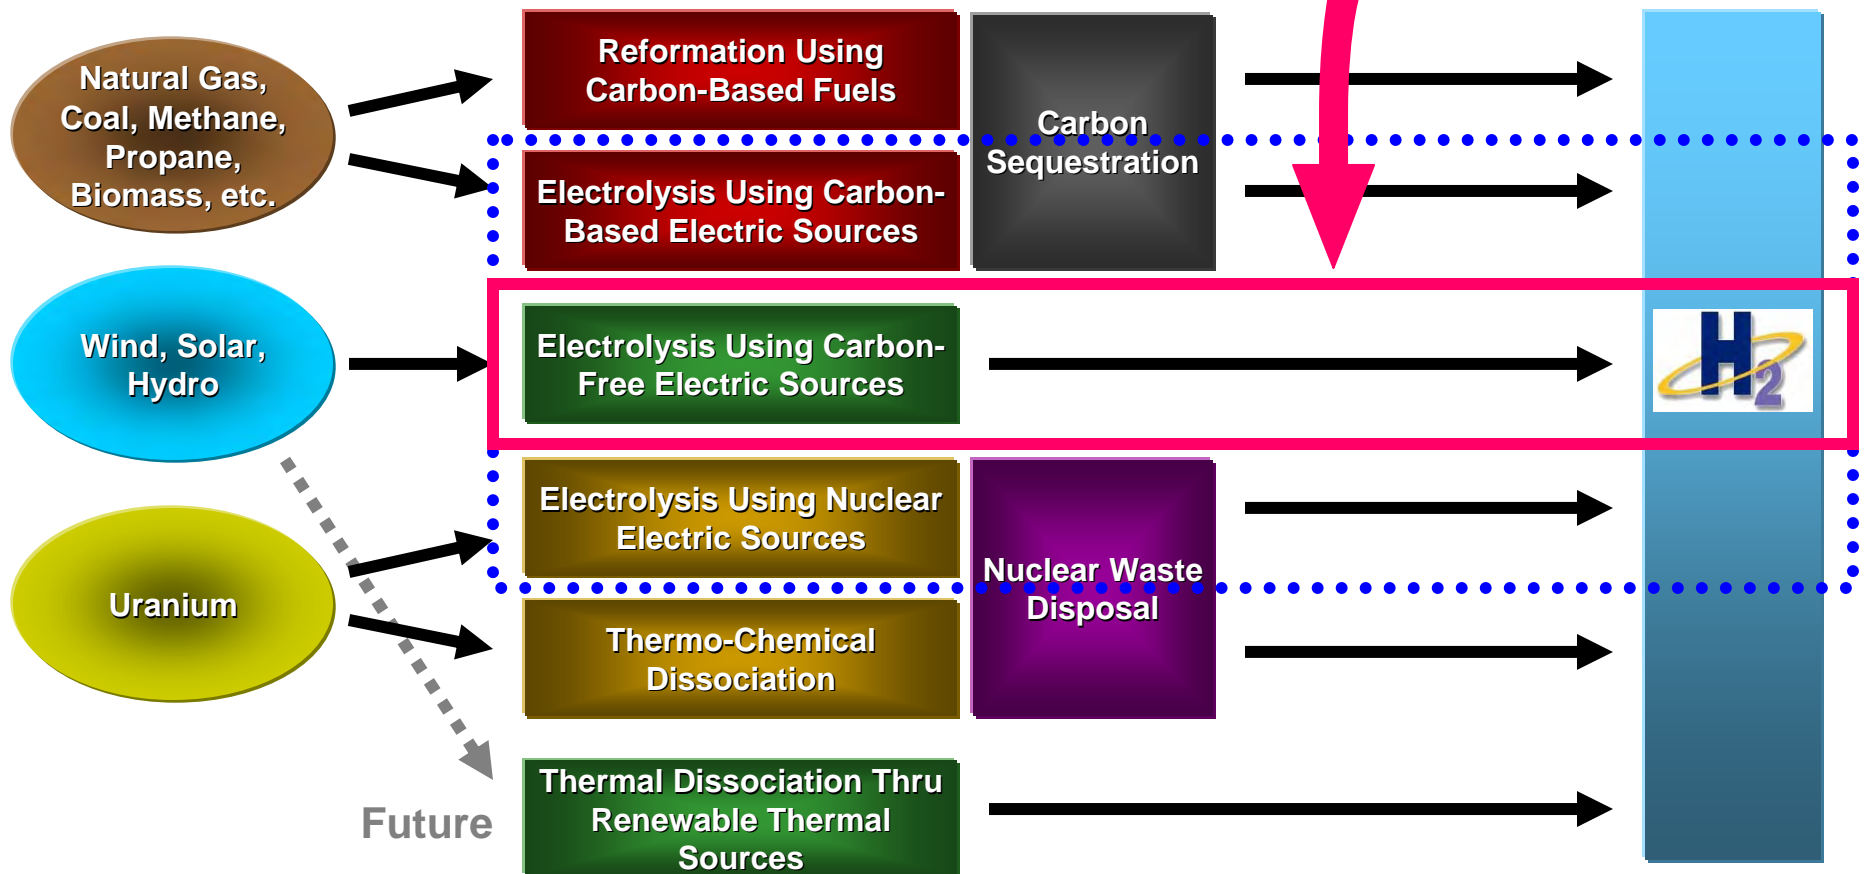 Natural Gas,
Coal, Methane,
Propane,
Biomass, etc.
Reformation Using
Carbon-Based Fuels
Electrolysis Using Carbon-
Based Electric Sources
Carbon
Sequestration
Wind, Solar,
Hydro
Electrolysis Using Carbon-
Free Electric Sources
H2
Uranium
Electrolysis Using Nuclear
Electric Sources
Thermo-Chemical
Dissociation
Nuclear Waste
Disposal
Future
Thermal Dissociation Thru
Renewable Thermal
Sources